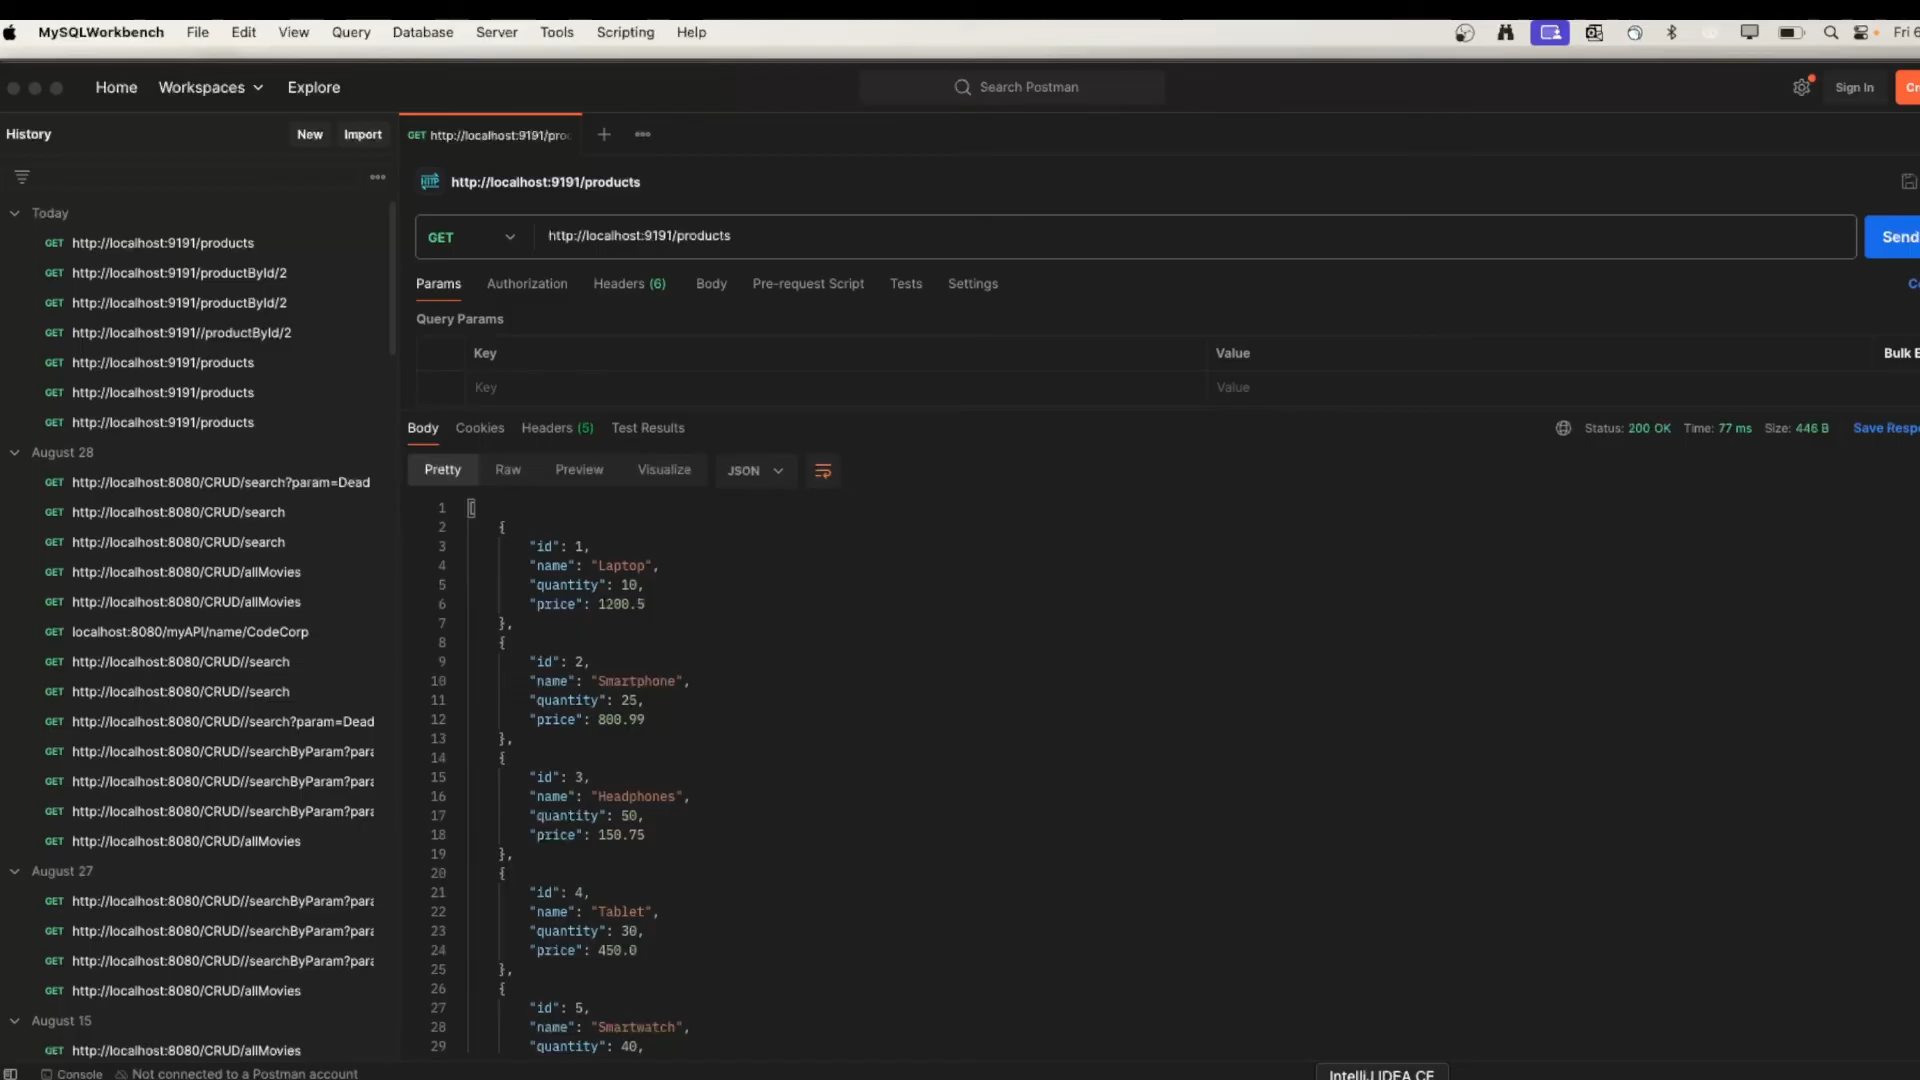 MySQLWorkbench File Edit View Query Database Server Tools Scripting Help Fri 6
Home Workspaces Explore Search Postman Sign In
History New Import GET http://localhost:9191/pro
http://localhost:9191/products
GET http://localhost:9191/products Send
Params Authorization Headers (6) Body Pre-request Script Tests Settings
Query Params
Key Value Bulk E
Key Value
Body Cookies Headers (5) Test Results Status: 200 OK Time: 77 ms Size: 446 B Save Respo
Pretty Raw Preview Visualize JSON
Today
GET http://localhost:9191/products
GET http://localhost:9191/productById/2
GET http://localhost:9191/productById/2
GET http://localhost:9191//productById/2
GET http://localhost:9191/products
GET http://localhost:9191/products
GET http://localhost:9191/products
August 28
GET http://localhost:8080/CRUD/search?param=Dead
GET http://localhost:8080/CRUD/search
GET http://localhost:8080/CRUD/search
GET http://localhost:8080/CRUD/allMovies
GET http://localhost:8080/CRUD/allMovies
GET localhost:8080/myAPI/name/CodeCorp
GET http://localhost:8080/CRUD//search
GET http://localhost:8080/CRUD//search
GET http://localhost:8080/CRUD//search?param=Dead
GET http://localhost:8080/CRUD//searchByParam?para
GET http://localhost:8080/CRUD//searchByParam?para
GET http://localhost:8080/CRUD//searchByParam?para
GET http://localhost:8080/CRUD/allMovies
August 27
GET http://localhost:8080/CRUD//searchByParam?para
GET http://localhost:8080/CRUD//searchByParam?para
GET http://localhost:8080/CRUD//searchByParam?para
GET http://localhost:8080/CRUD/allMovies
August 15
GET http://localhost:8080/CRUD/allMovies
1 [
2 {
3 "id": 1,
4 "name": "Laptop",
5 "quantity": 10,
6 "price": 1200.5
7 },
8 {
9 "id": 2,
10 "name": "Smartphone",
11 "quantity": 25,
12 "price": 800.99
13 },
14 {
15 "id": 3,
16 "name": "Headphones",
17 "quantity": 50,
18 "price": 150.75
19 },
20 {
21 "id": 4,
22 "name": "Tablet",
23 "quantity": 30,
24 "price": 450.0
25 },
26 {
27 "id": 5,
28 "name": "Smartwatch",
29 "quantity": 40,
Console Not connected to a Postman account IntelliJ IDEA CE